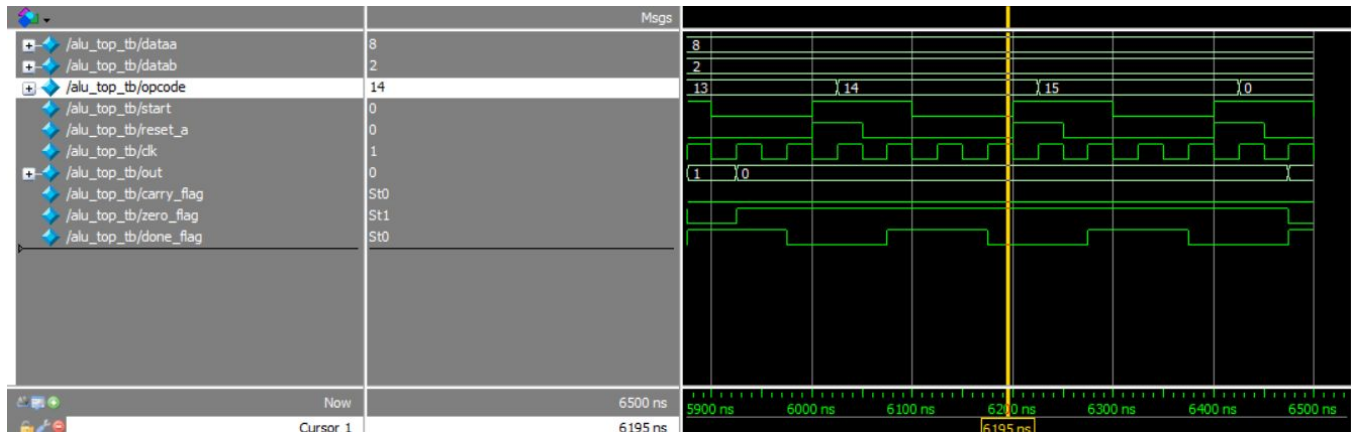 Msgs
/alu_top_tb/dataa 8 8
/alu_top_tb/datab 2 2
/alu_top_tb/opcode 14 13 14 15 0
/alu_top_tb/start 0
/alu_top_tb/reset_a 0
/alu_top_tb/clk 1
/alu_top_tb/out 0 1 0
/alu_top_tb/carry_flag St0
/alu_top_tb/zero_flag St1
/alu_top_tb/done_flag St0
Now 6500 ns 5900 ns 6000 ns 6100 ns 6200 ns 6300 ns 6400 ns 6500 ns
Cursor 1 6195 ns 6195 ns